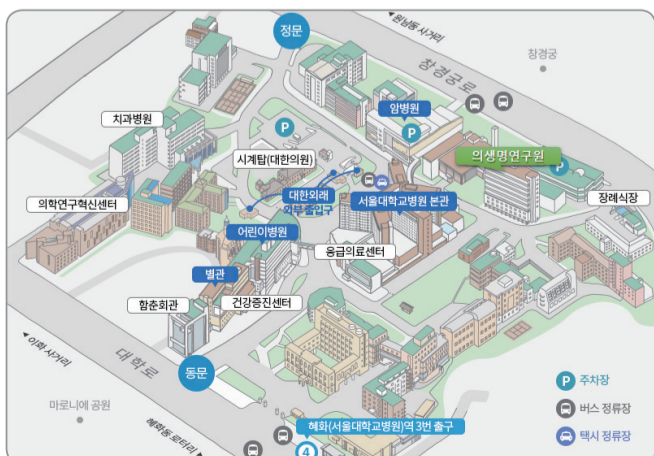 정문
원남동 사거리
창경궁
창경궁로
치과병원
암병원
P
P
시계탑(대한의원)
의생명연구원
P
대한외래
외부출입구
서울대학교병원 본관
의학연구혁신센터
장례식장
어린이병원
응급의료센터
별관
함춘회관
건강증진센터
이화 사거리
대학로
동문
마로니에 공원
혜화동 로터리
혜화(서울대학교병원)역 3번 출구
4
P 주차장
버스 정류장
택시 정류장